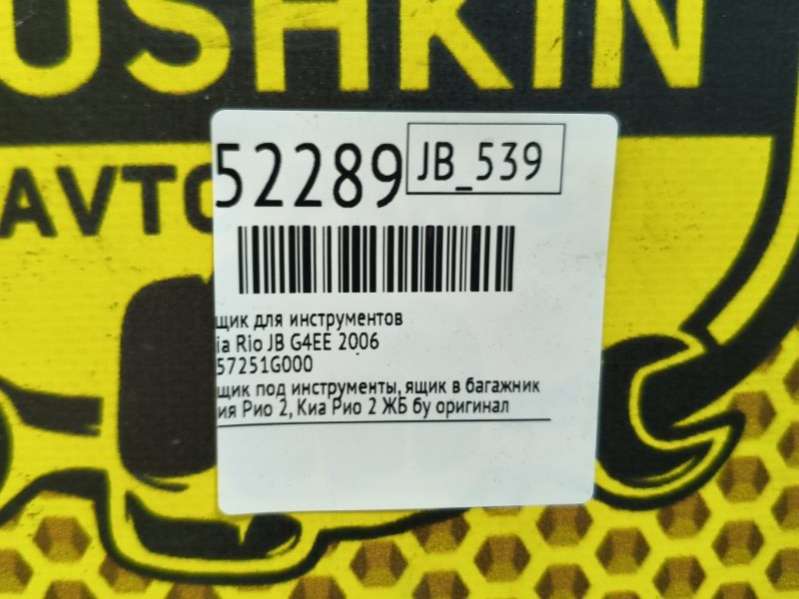 USHKIN
АВТО
52289
JB_539
щик для инструментов
ia Rio JB G4EE 2006
57251G000
щик под инструменты, ящик в багажник
ия Рио 2, Киа Рио 2 ЖБ бу оригинал